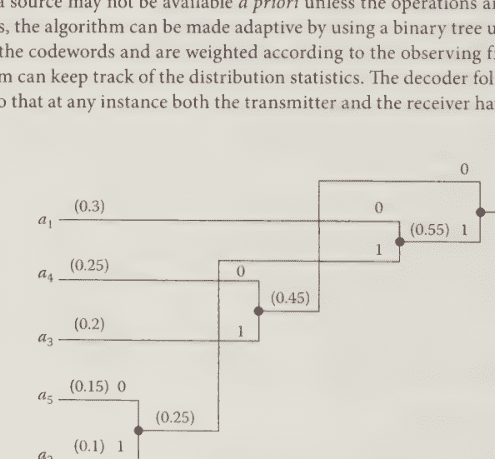 source may not be available a priori unless the operations a
s, the algorithm can be made adaptive by using a binary tree u
the codewords and are weighted according to the observing f
m can keep track of the distribution statistics. The decoder fol
o that at any instance both the transmitter and the receiver ha
0
(0.3) 0
a1
(0.55) 1
1
(0.25) 0
a4
(0.45)
(0.2)
1
a3
(0.15) 0
a5
(0.25)
(0.1) 1
a2